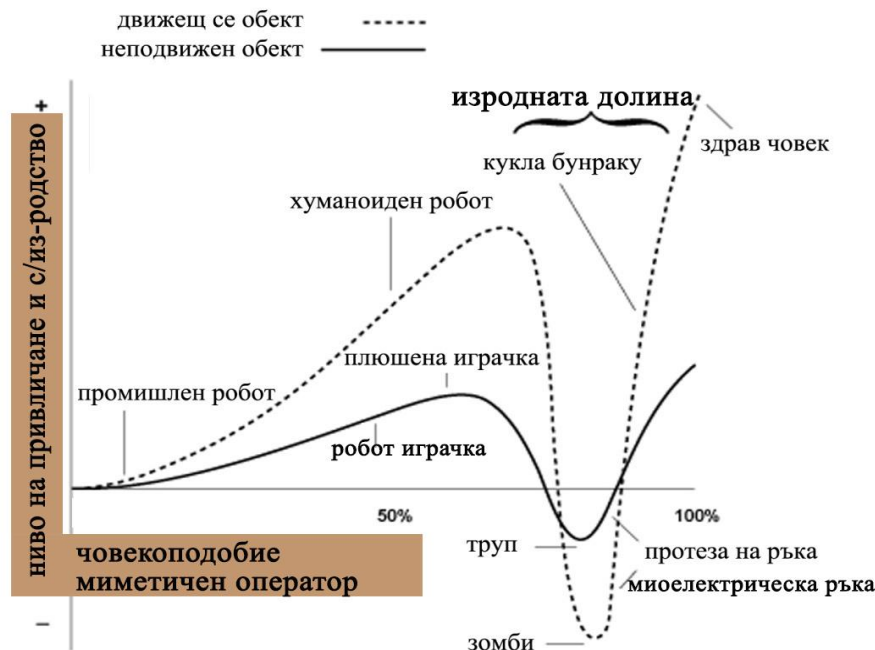 движещ се обект
неподвижен обект
изродната долина
+
здрав човек
кукла бунраку
хуманоиден робот
плюшена играчка
промишлен робот
робот играчка
ниво на привличане и с/из-родство
50%
100%
човекоподобие
миметичен оператор
труп
протеза на ръка
миоелектрическа ръка
–
зомби